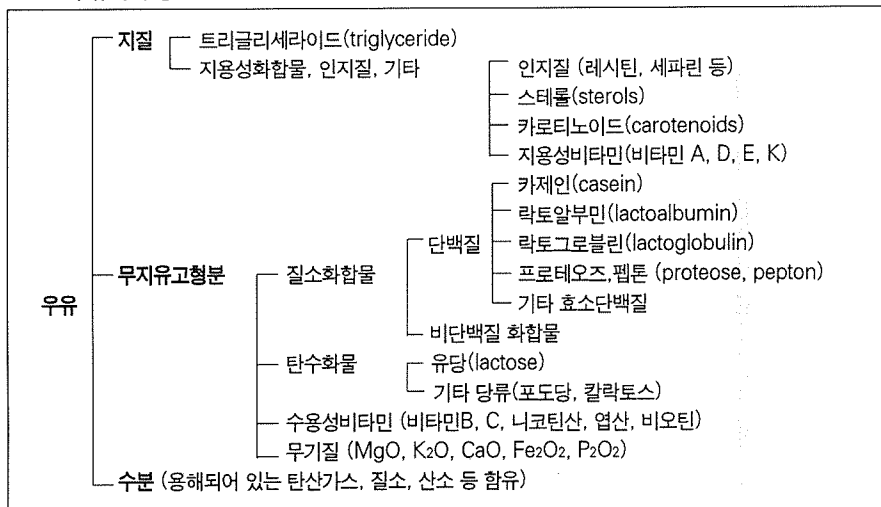 지질
트리글리세라이드(triglyceride)
지용성화합물, 인지질, 기타
인지질 (레시틴, 세파린 등)
스테롤(sterols)
카로티노이드(carotenoids)
지용성비타민(비타민 A, D, E, K)
우유
무지유고형분
질소화합물
단백질
카제인(casein)
락토알부민(lactoalbumin)
락토그로블린(lactoglobulin)
프로테오즈,펩톤 (proteose, pepton)
기타 효소단백질
비단백질 화합물
탄수화물
유당(lactose)
기타 당류(포도당, 칼락토스)
수용성비타민 (비타민B, C, 니코틴산, 엽산, 비오틴)
무기질 (MgO, K2O, CaO, Fe2O2, P2O2)
수분 (용해되어 있는 탄산가스, 질소, 산소 등 함유)